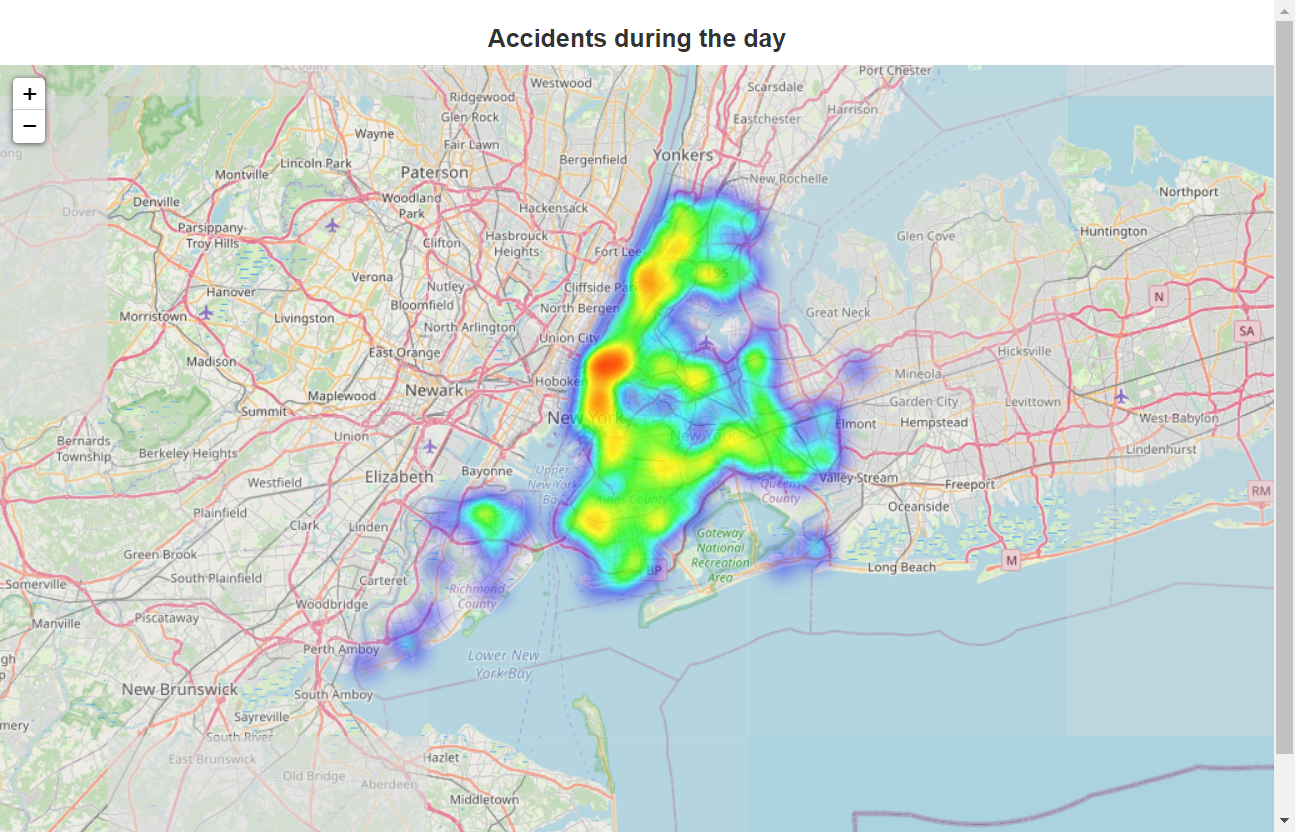 Accidents during the day
+
−
Port Chester
Westwood
Scarsdale
Ridgewood
Harrison
Glen Rock
Eastchester
Wayne
Fair Lawn
Yonkers
Bergenfield
Lincoln Park
Paterson
Montville
New Rochelle
Northport
Dover
Denville
Woodland
Park
Hackensack
Parsippany-
Troy Hills
Huntington
Hasbrouck
Heights
Glen Cove
Clifton
Fort Lee
Verona
I 95
Nutley
Cliffside Park
Hanover
N
Bloomfield
North Bergen
Great Neck
Morristown
Livingston
North Arlington
SA
Union City
East Orange
Hicksville
Madison
Mineola
Hoboken
Newark
Maplewood
Garden City
Levittown
Summit
New York
Hempstead
West Babylon
Elmont
Union
New York
Bernards
Township
Berkeley Heights
Lindenhurst
Bayonne
Upper
New York
Bay
Elizabeth
Valley Stream
Westfield
Queens
County
Freeport
RM
Kings County
Plainfield
Oceanside
Clark
Linden
Gateway
National
Recreation
Area
Green Brook
M
BP
Long Beach
South Plainfield
Carteret
Somerville
Richmond
County
Woodbridge
Piscataway
Manville
Perth Amboy
Lower New
York Bay
New Brunswick
South Amboy
Sayreville
South River
East Brunswick
Hazlet
Old Bridge
Aberdeen
Middletown